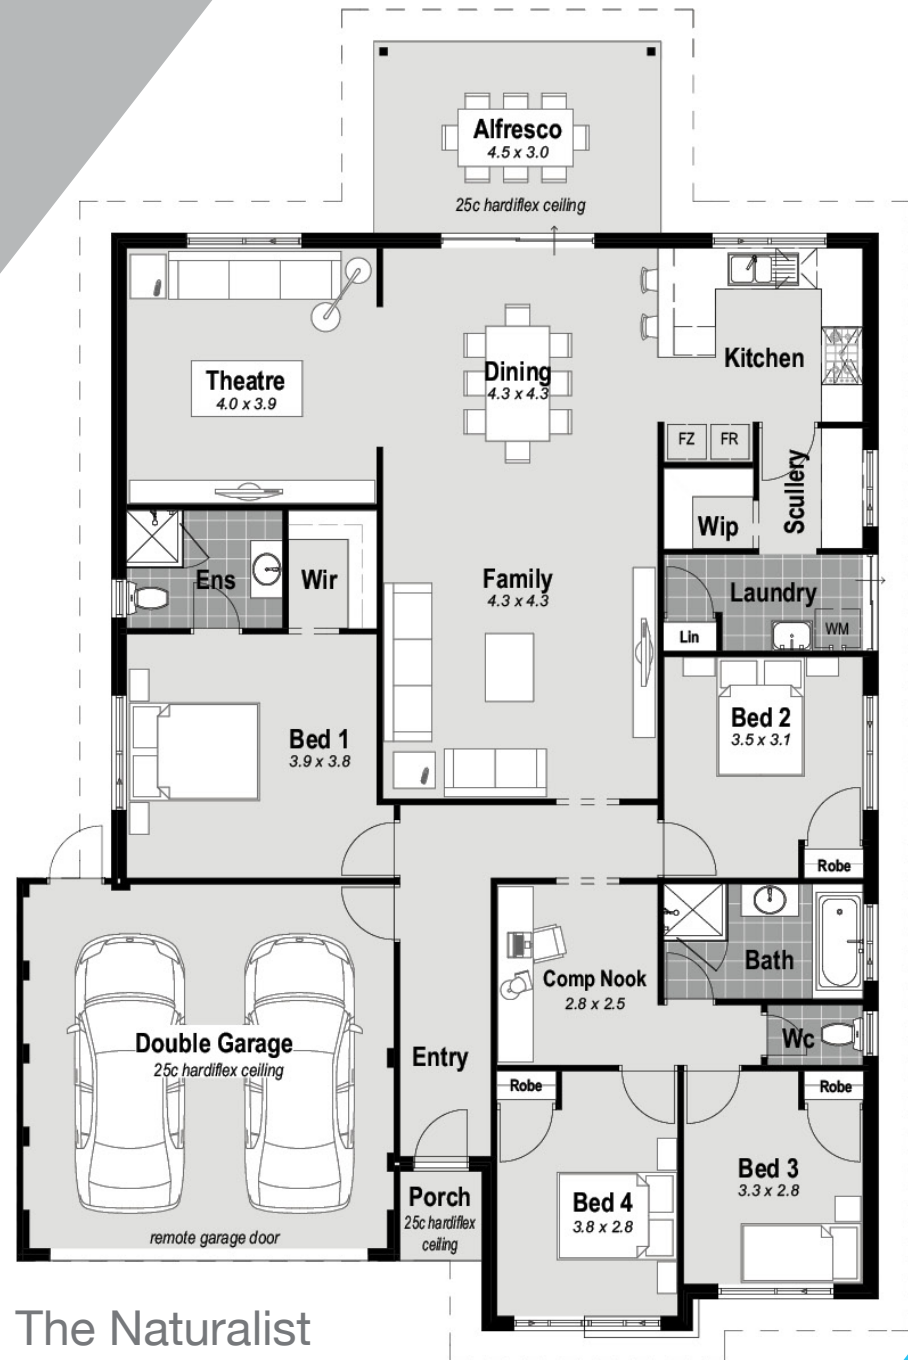 Alfresco
4.5 x 3.0
25c hardiflex ceiling
Theatre
4.0 x 3.9
Dining
4.3 x 4.3
Kitchen
FZ
FR
Scullery
Wip
Ens
Wir
Family
4.3 x 4.3
Laundry
Lin
WM
Bed 1
3.9 x 3.8
Bed 2
3.5 x 3.1
Robe
Comp Nook
2.8 x 2.5
Bath
Wc
Double Garage
25c hardiflex ceiling
remote garage door
Entry
Robe
Robe
Porch
25c hardiflex
ceiling
Bed 4
3.8 x 2.8
Bed 3
3.3 x 2.8
The Naturalist